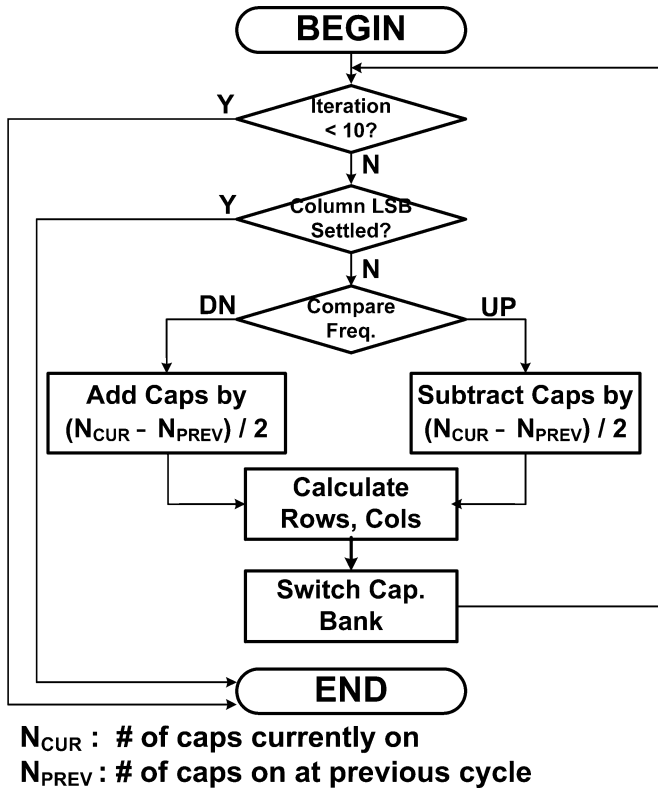 BEGIN
Iteration
< 10?
Y
N
Column LSB
Settled?
Y
N
Compare
Freq.
DN
UP
Add Caps by
(NCUR - NPREV) / 2
Subtract Caps by
(NCUR - NPREV) / 2
Calculate
Rows, Cols
Switch Cap.
Bank
END
NCUR : # of caps currently on
NPREV : # of caps on at previous cycle